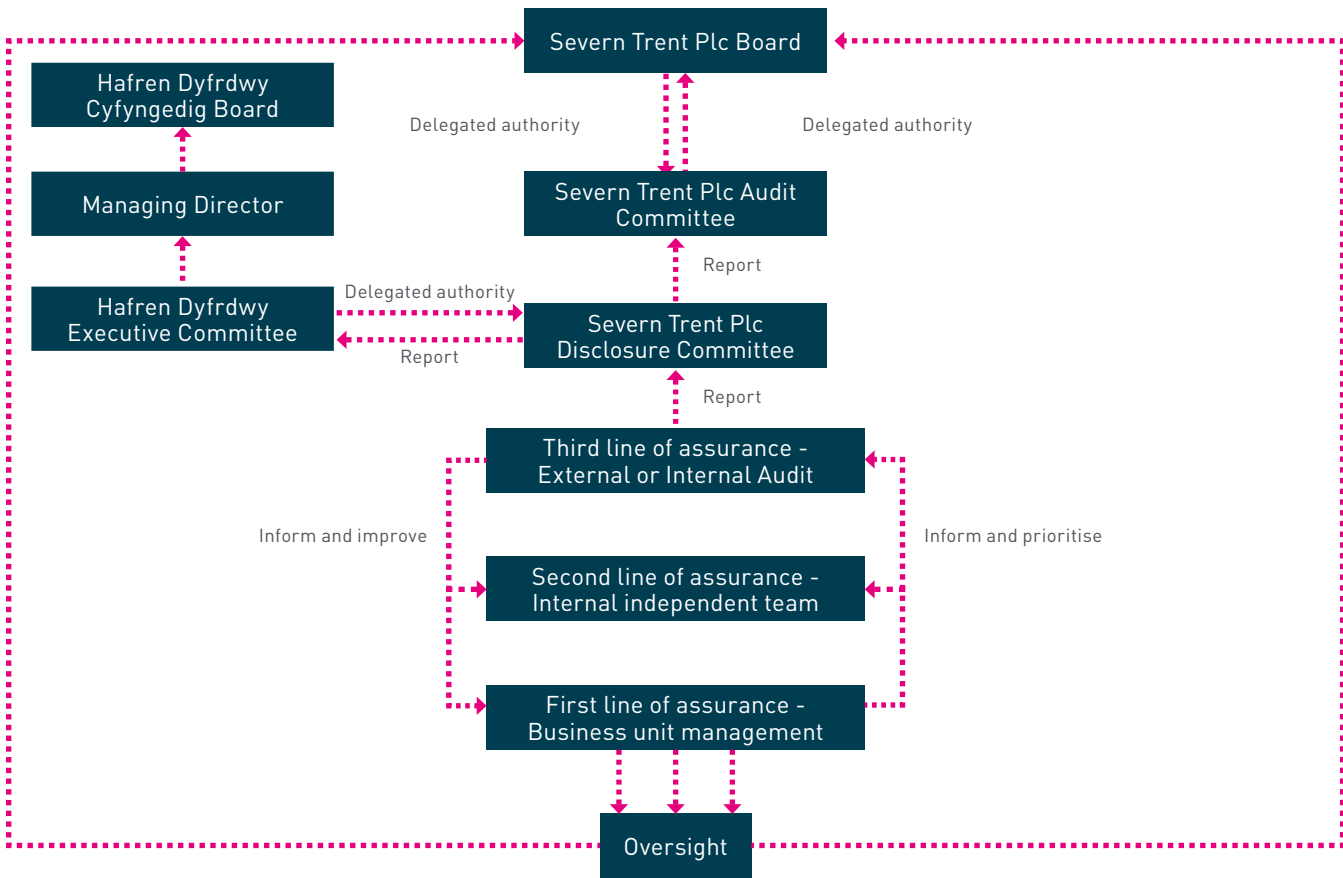 Severn Trent Plc Board
Hafren Dyfrdwy
Cyfyngedig Board
Delegated authority
Delegated authority
Managing Director
Severn Trent Plc Audit
Committee
Report
Hafren Dyfrdwy
Executive Committee
Delegated authority
Report
Severn Trent Plc
Disclosure Committee
Report
Third line of assurance -
External or Internal Audit
Inform and improve
Inform and prioritise
Second line of assurance -
Internal independent team
First line of assurance -
Business unit management
Oversight